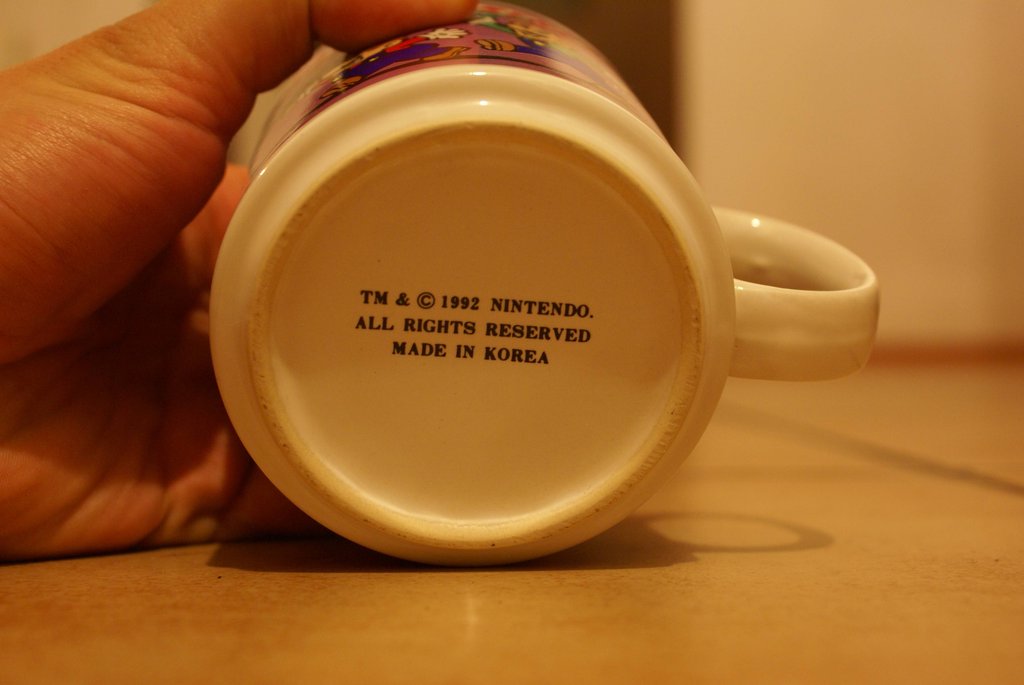 TM & © 1992 NINTENDO.
ALL RIGHTS RESERVED
MADE IN KOREA